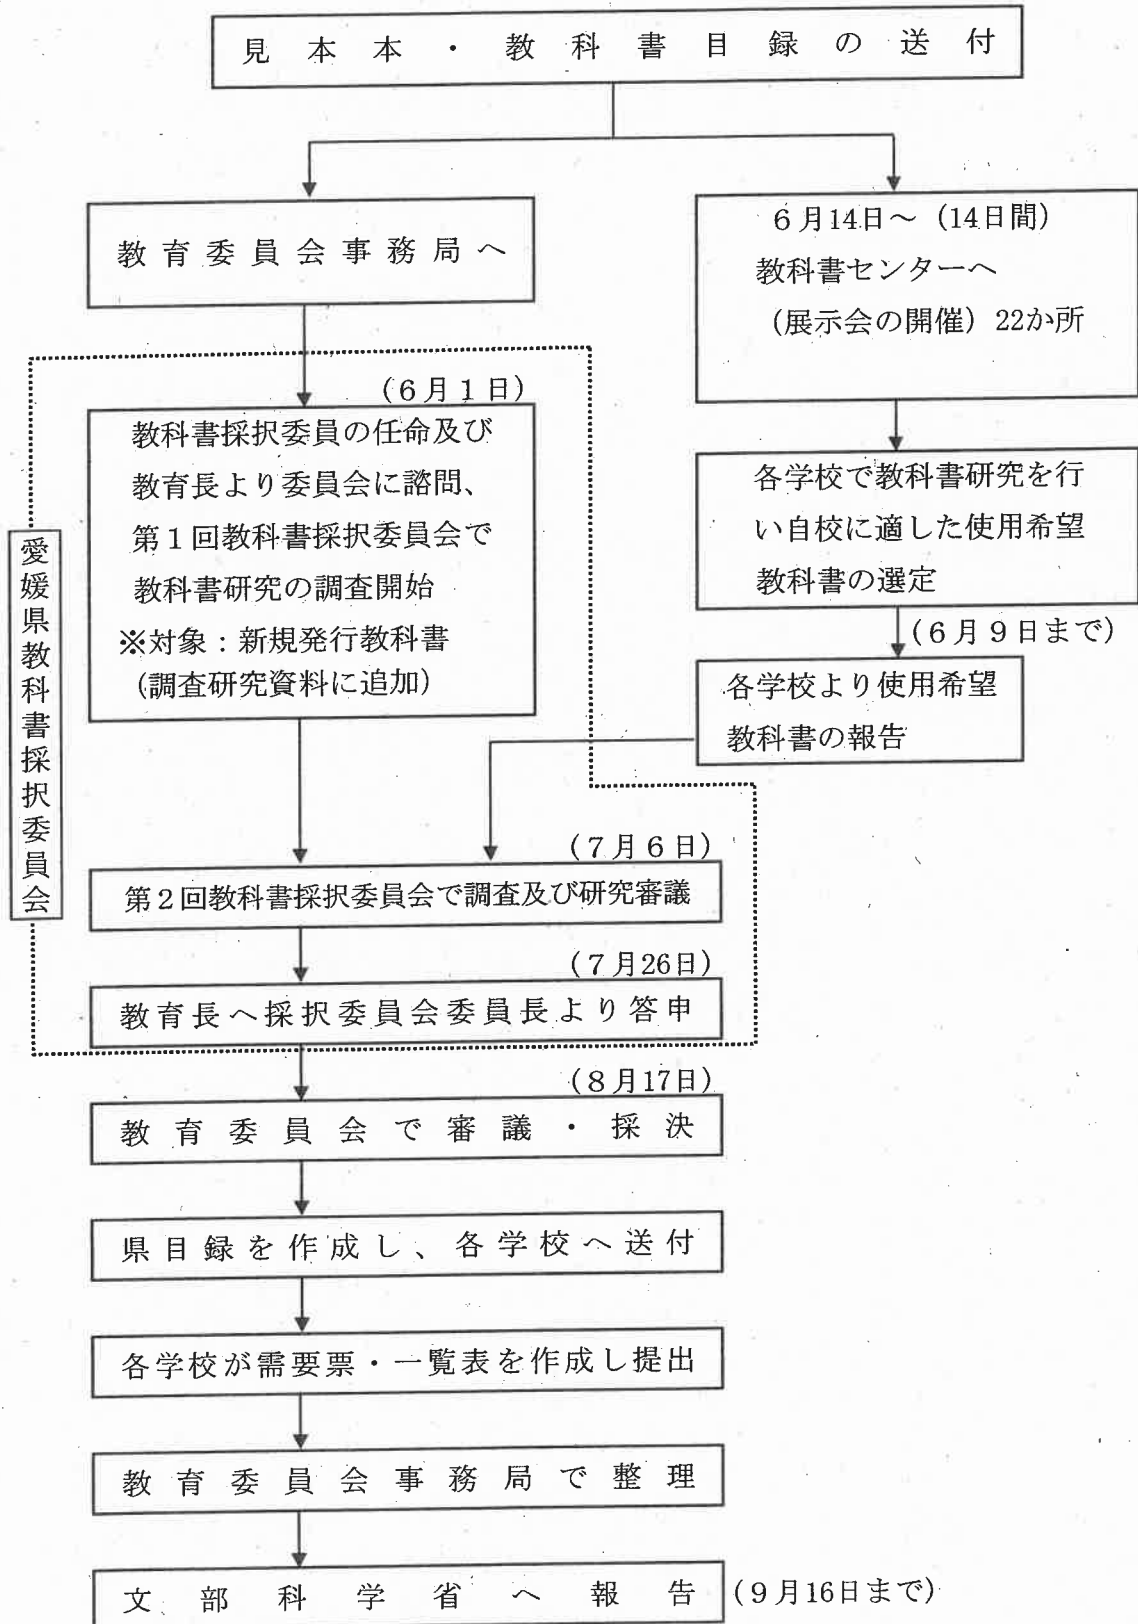 見本本・教科書目録の送付
教育委員会事務局へ
6月14日～（14日間）
教科書センターへ
（展示会の開催）22か所
（6月1日）
教科書採択委員の任命及び
教育長より委員会に諮問、
第1回教科書採択委員会で
教科書研究の調査開始
※対象：新規発行教科書
（調査研究資料に追加）
各学校で教科書研究を行
い自校に適した使用希望
教科書の選定
（6月9日まで）
各学校より使用希望
教科書の報告
愛媛県教科書採択委員会
（7月6日）
第2回教科書採択委員会で調査及び研究審議
（7月26日）
教育長へ採択委員会委員長より答申
（8月17日）
教育委員会で審議・採決
県目録を作成し、各学校へ送付
各学校が需要票・一覧表を作成し提出
教育委員会事務局で整理
文部科学省へ報告
（9月16日まで）